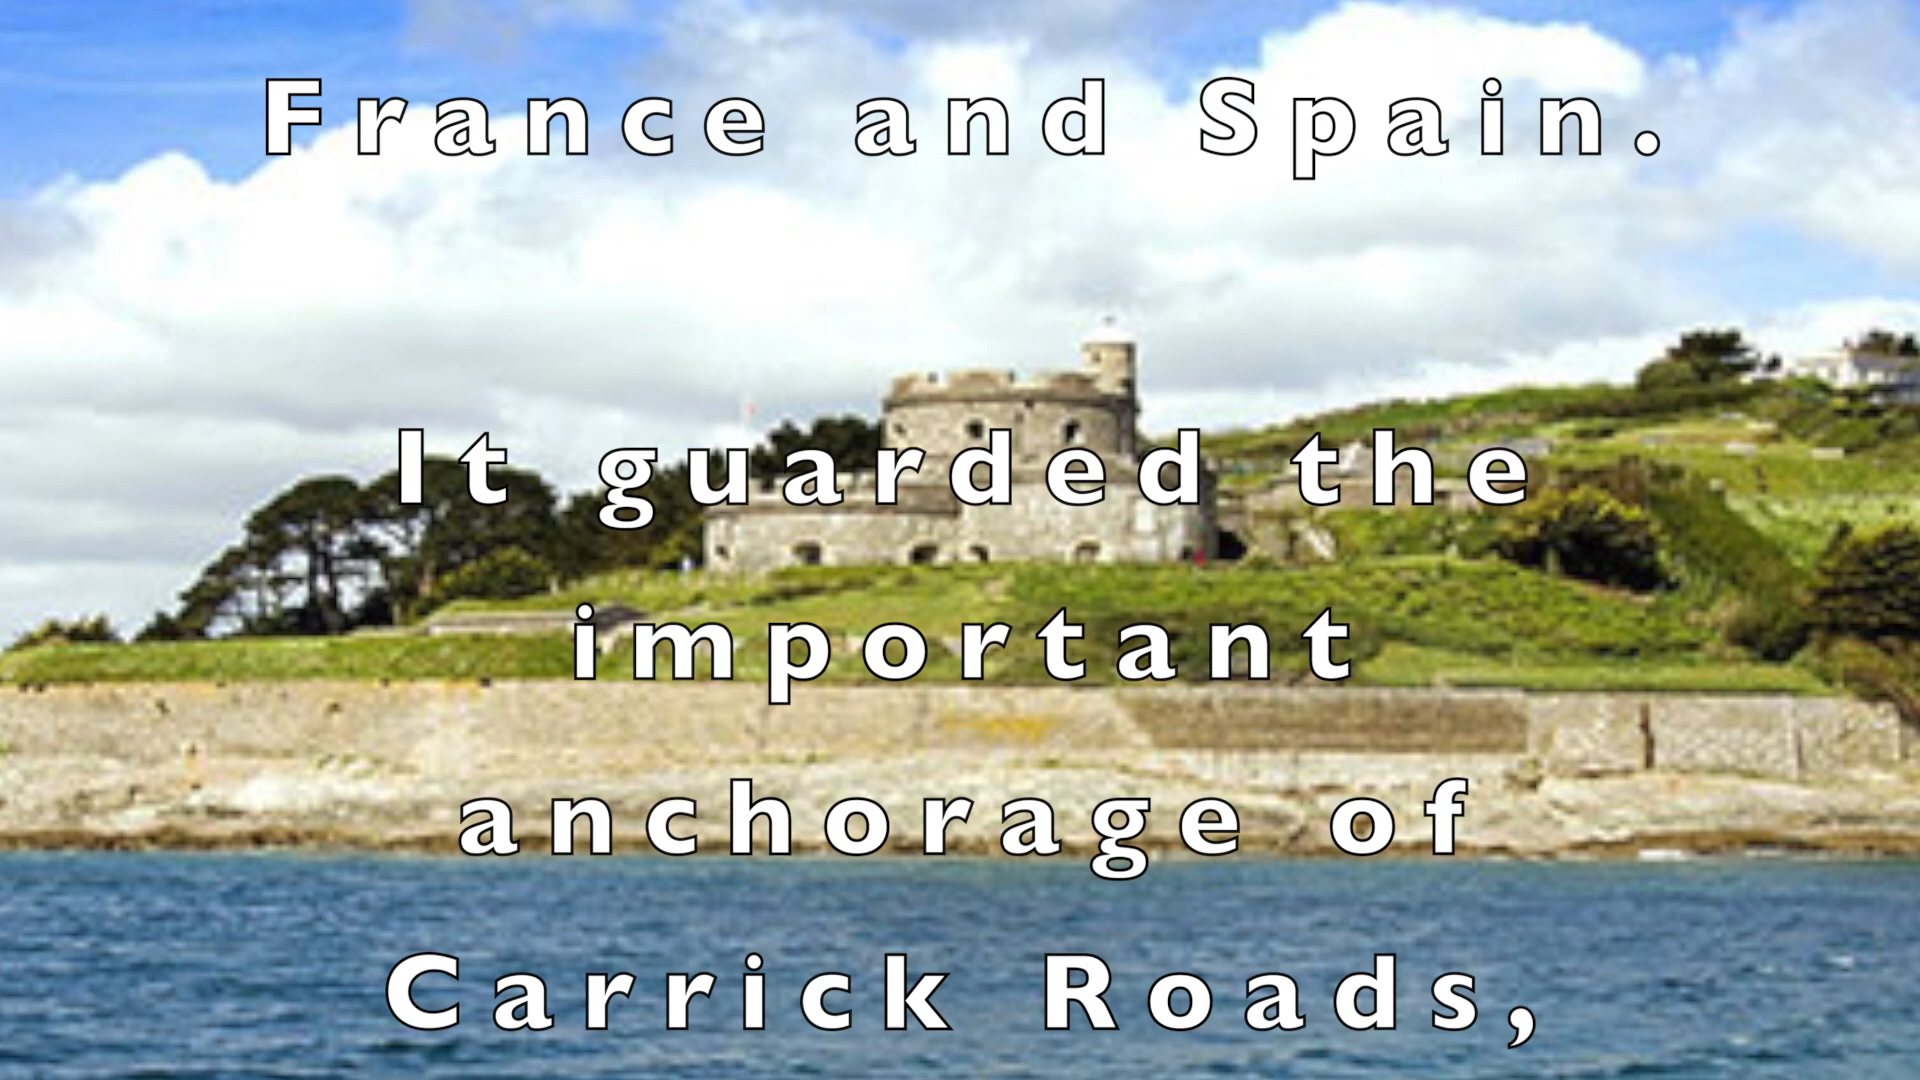 France and Spain.
It guarded the
important
anchorage of
Carrick Roads,